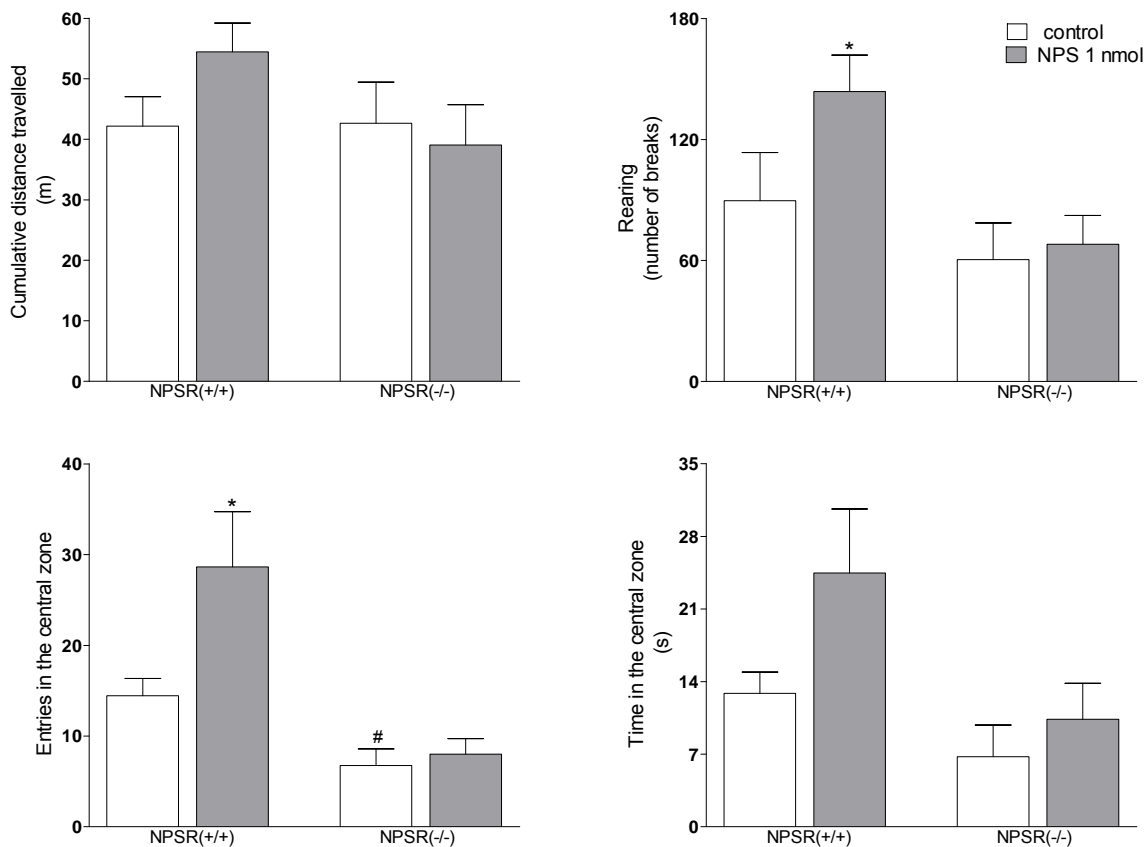 Cumulative distance travelled
(m)
60
50
40
30
20
10
0
NPSR(+/+)
NPSR(-/-)
Rearing
(number of breaks)
180
120
60
0
*
NPSR(+/+)
NPSR(-/-)
control
NPS 1 nmol
Entries in the central zone
40
30
20
10
0
*
#
NPSR(+/+)
NPSR(-/-)
Time in the central zone
(s)
35
28
21
14
7
0
NPSR(+/+)
NPSR(-/-)